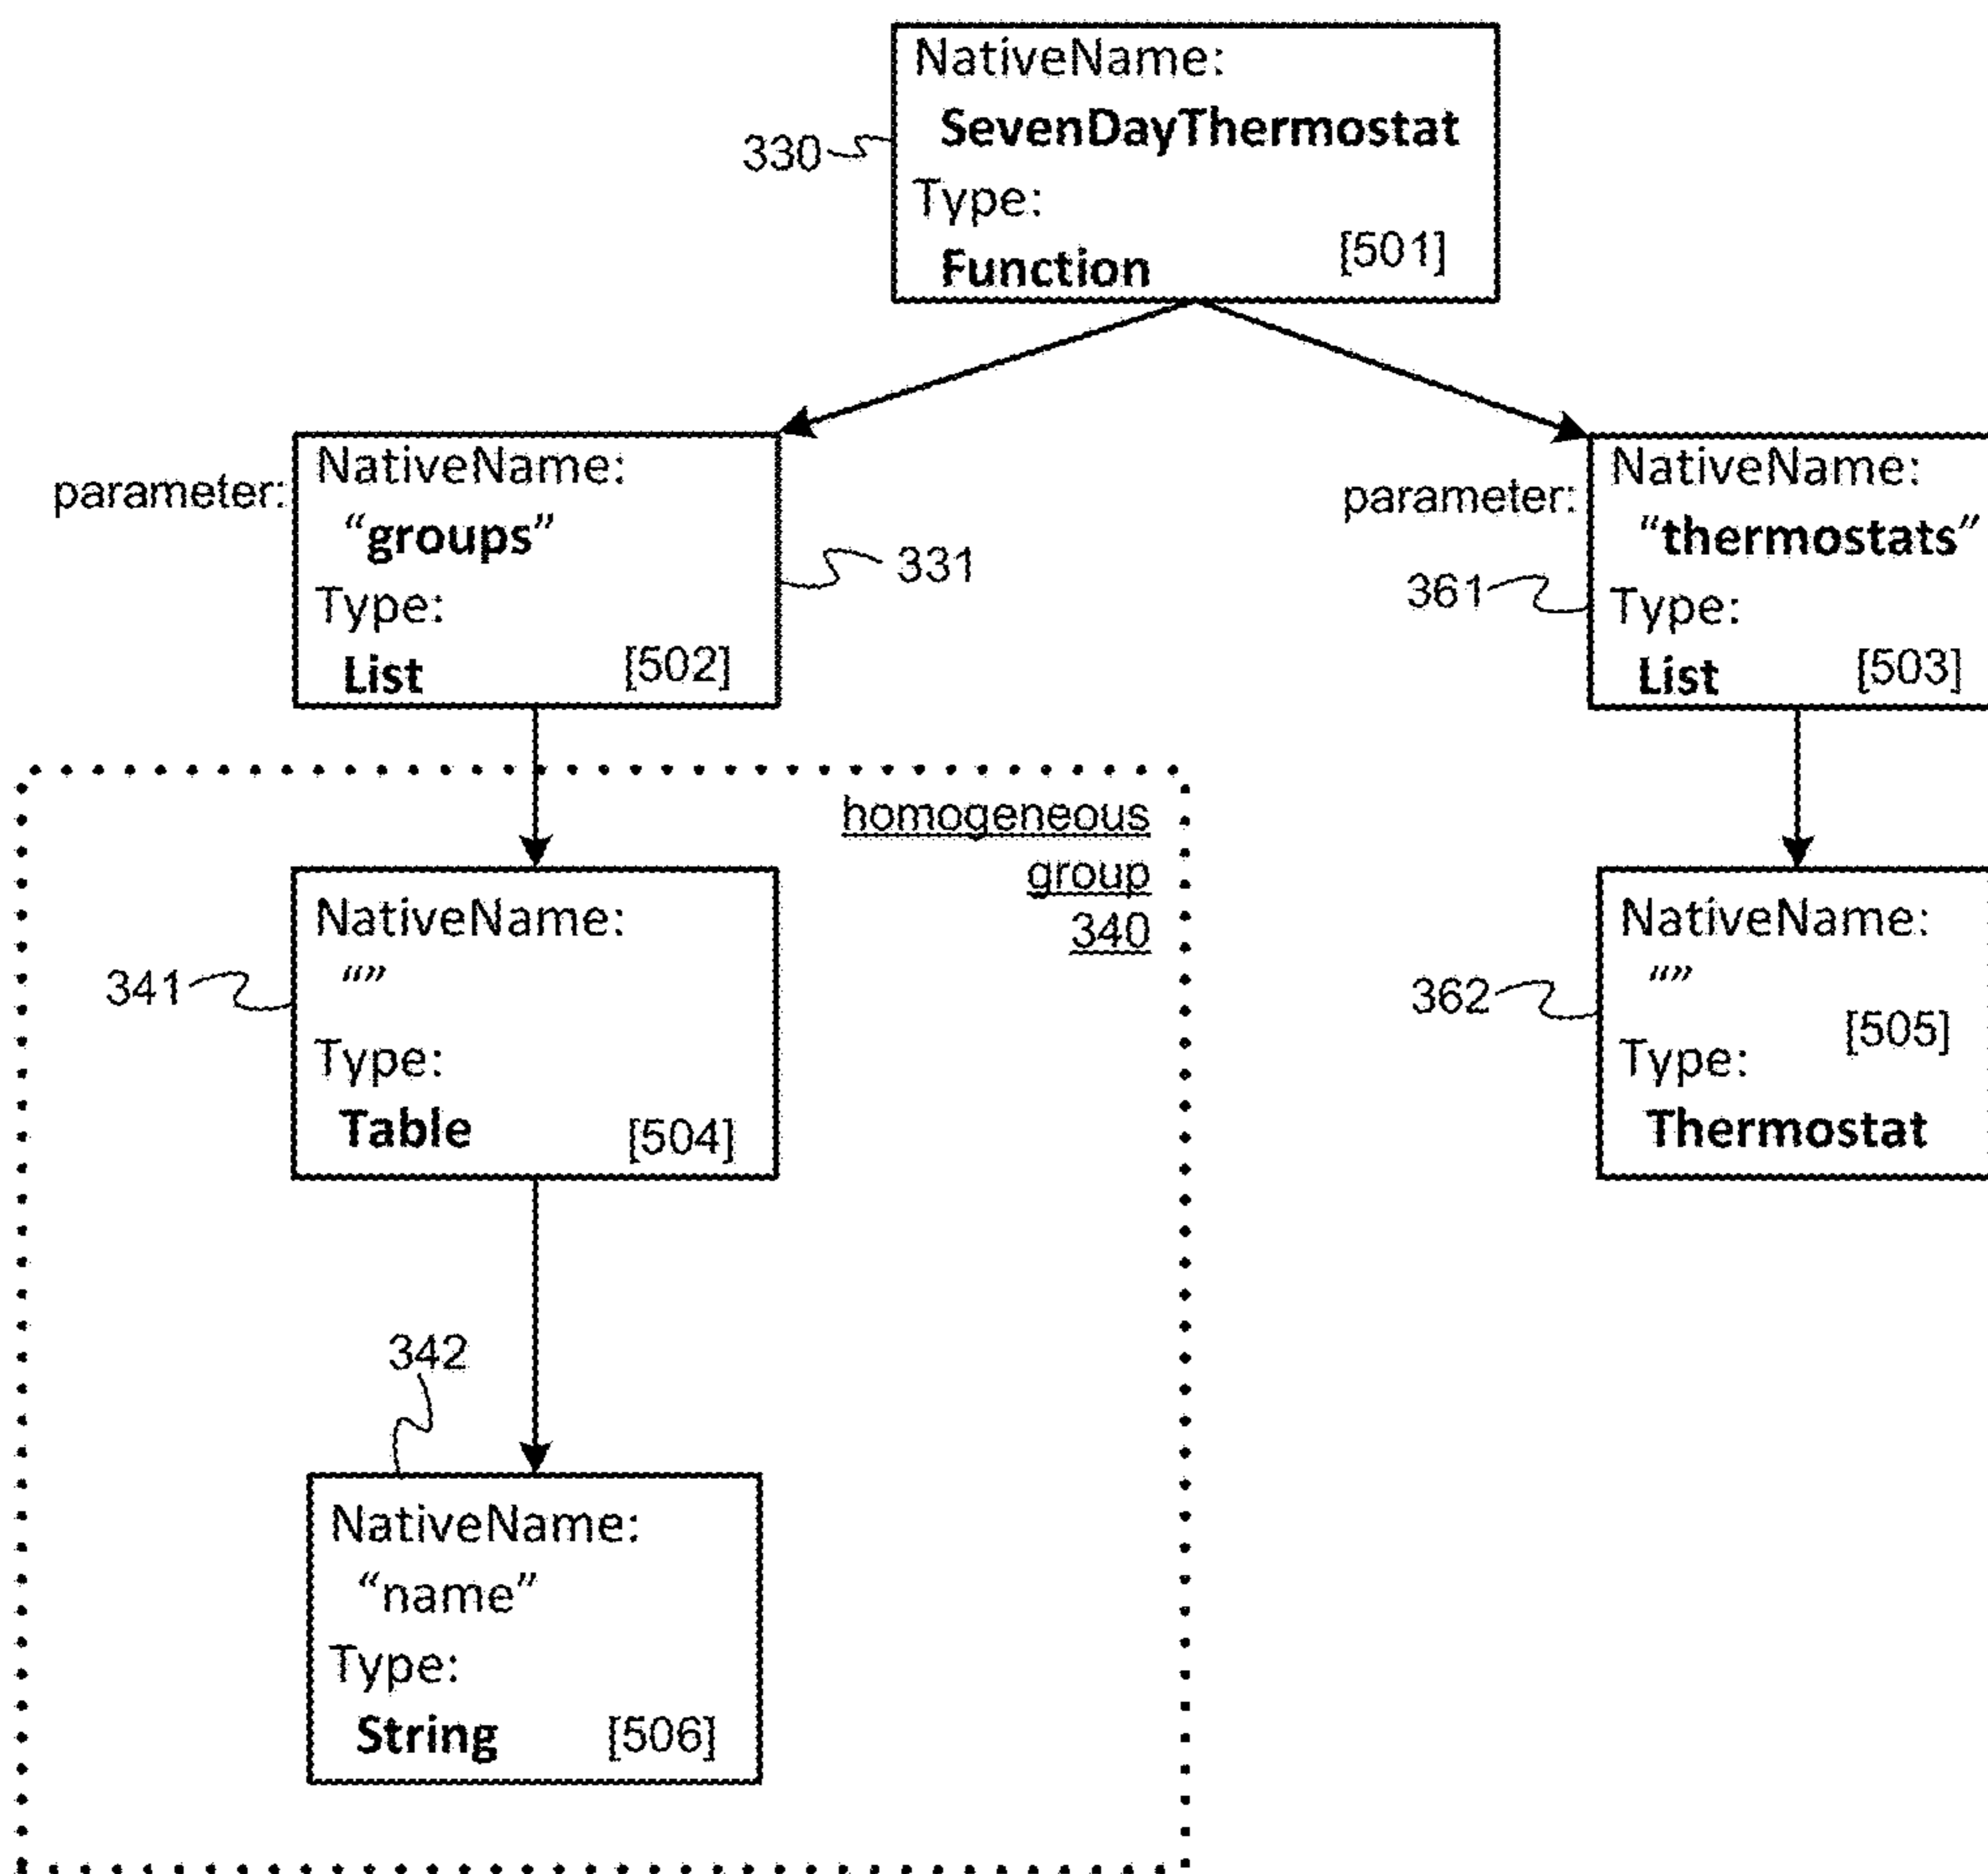 NativeName:
SevenDayThermostat
330
Type:
Function [501]
parameter:
NativeName:
“groups”
331
Type:
List [502]
parameter:
NativeName:
“thermostats”
361
Type:
List [503]
homogeneous
group
340
NativeName:
“”
341
Type:
Table [504]
NativeName:
“”
362
[505]
Type:
Thermostat
342
NativeName:
“name”
Type:
String [506]